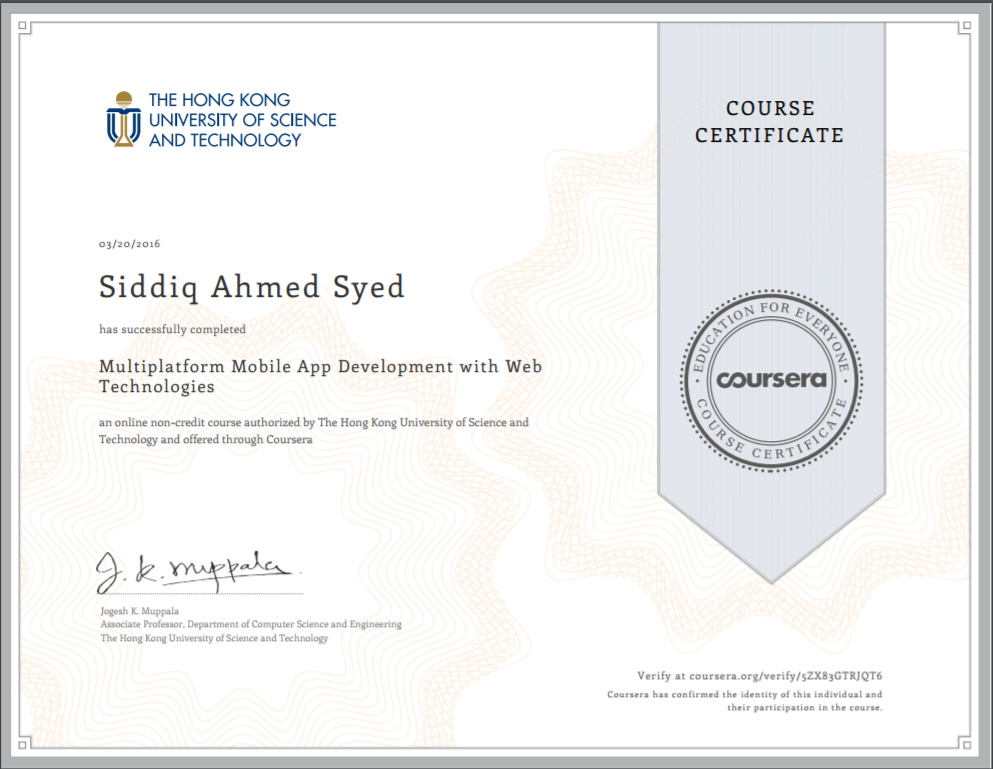 THE HONG KONG
UNIVERSITY OF SCIENCE
AND TECHNOLOGY
COURSE
CERTIFICATE
03/20/2016
Siddiq Ahmed Syed
has successfully completed
Multiplatform Mobile App Development with Web
Technologies
an online non-credit course authorized by The Hong Kong University of Science and
Technology and offered through Coursera
EDUCATION FOR EVERYONE
coursera
COURSE CERTIFICATE
J. K. Muppala
Jogesh K. Muppala
Associate Professor, Department of Computer Science and Engineering
The Hong Kong University of Science and Technology
Verify at coursera.org/verify/5ZX83GTRJQT6
Coursera has confirmed the identity of this individual and
their participation in the course.